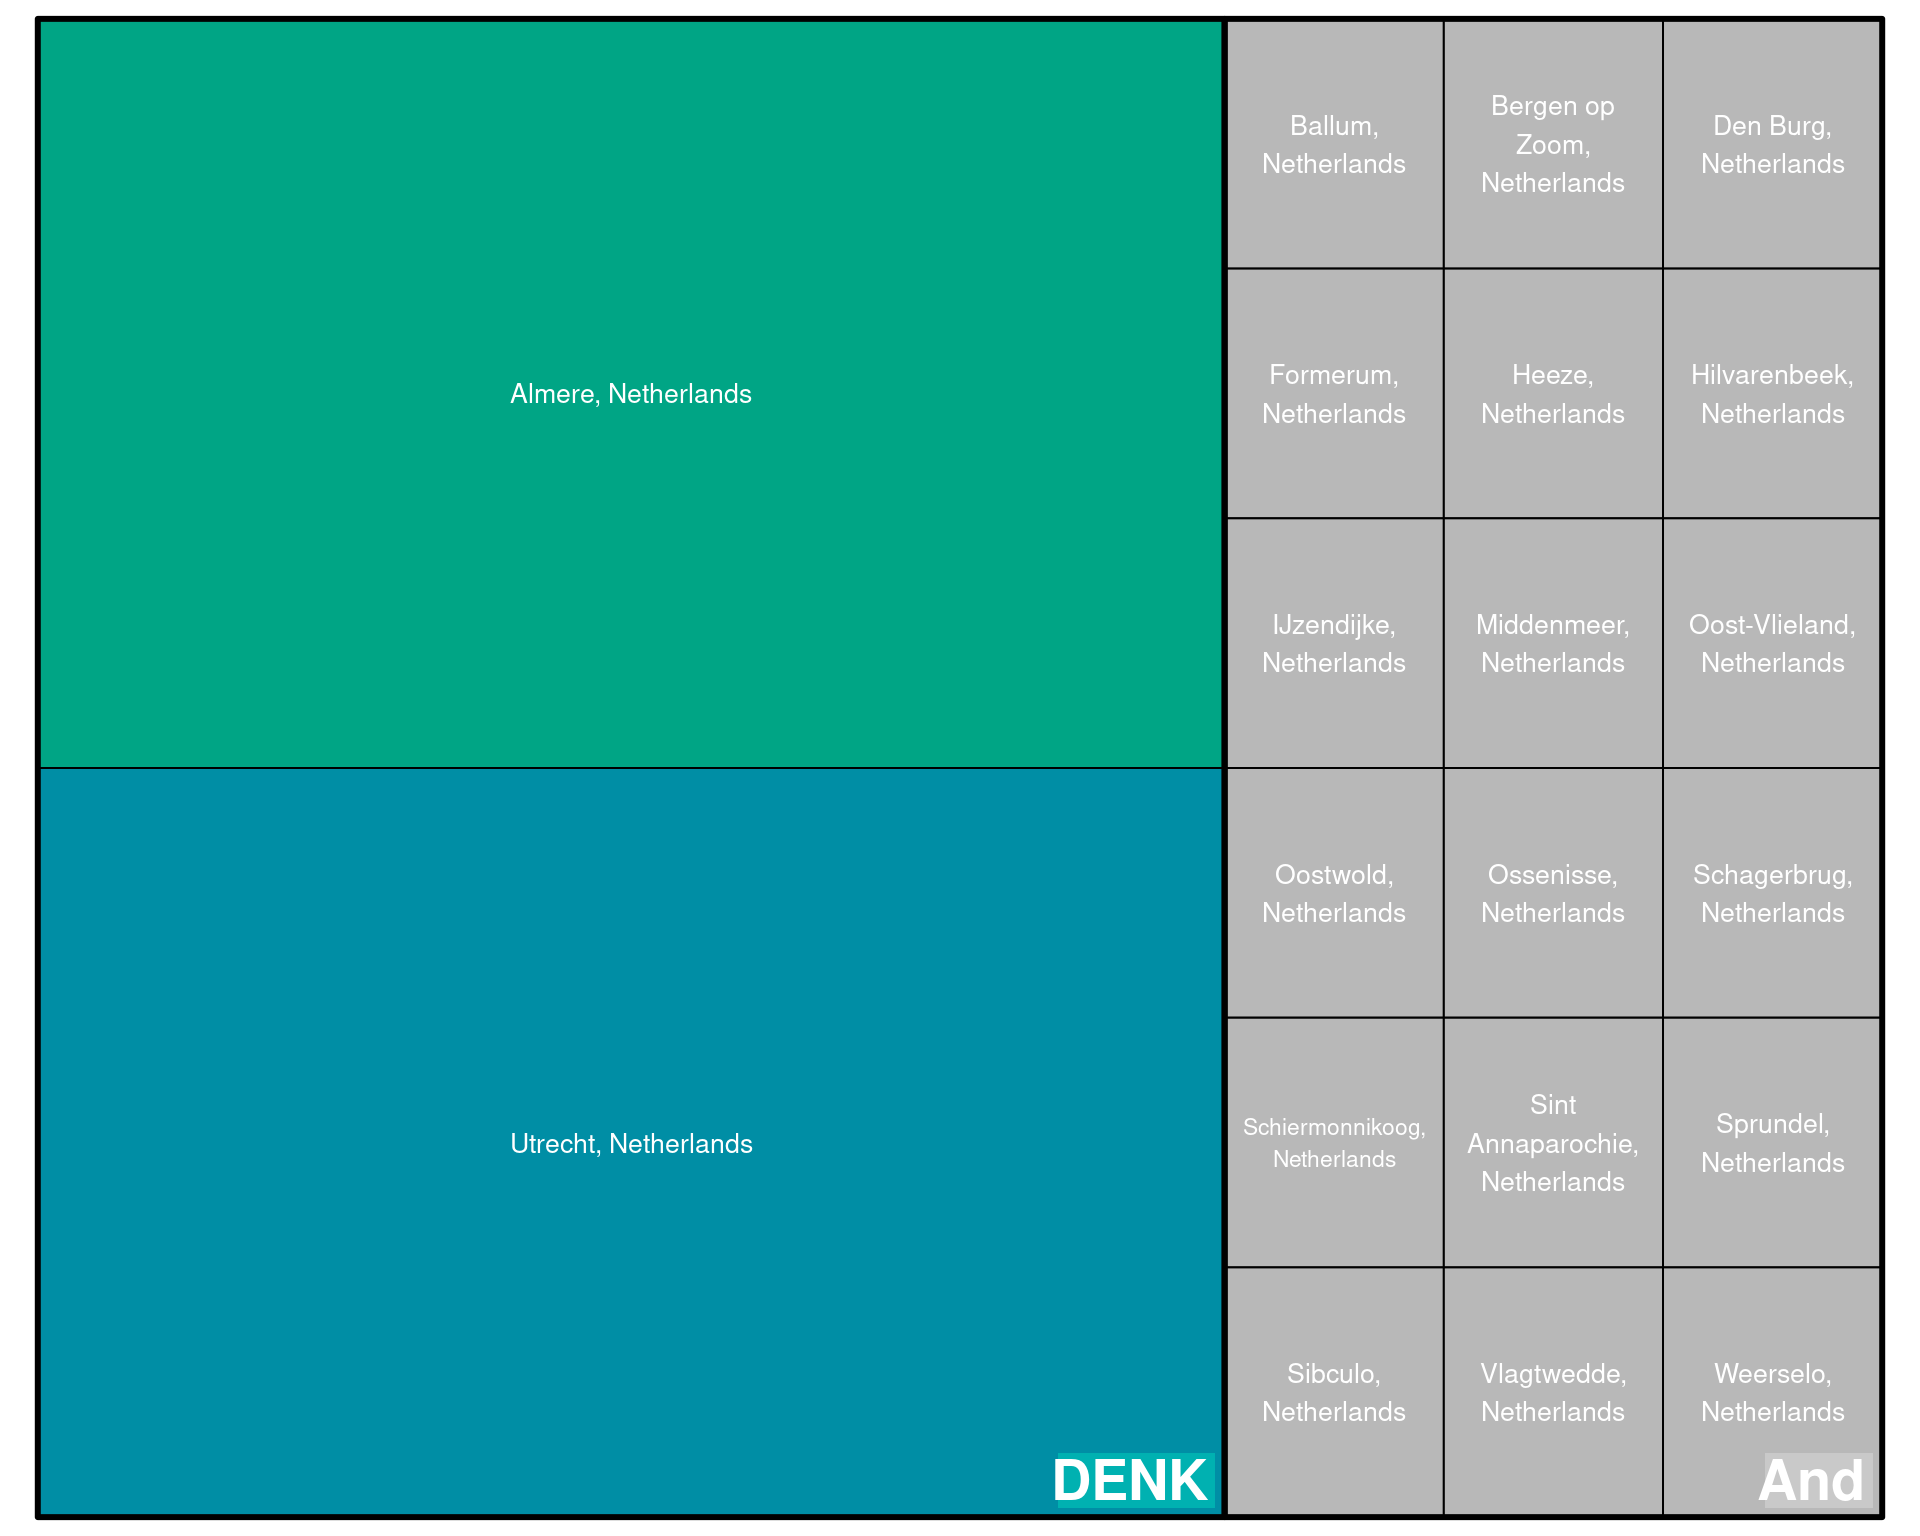 Almere, Netherlands
Utrecht, Netherlands
DENK
Ballum,
Netherlands
Bergen op
Zoom,
Netherlands
Den Burg,
Netherlands
Formerum,
Netherlands
Heeze,
Netherlands
Hilvarenbeek,
Netherlands
IJzendijke,
Netherlands
Middenmeer,
Netherlands
Oost-Vlieland,
Netherlands
Oostwold,
Netherlands
Ossenisse,
Netherlands
Schagerbrug,
Netherlands
Schiermonnikoog,
Netherlands
Sint
Annaparochie,
Netherlands
Sprundel,
Netherlands
Sibculo,
Netherlands
Vlagtwedde,
Netherlands
Weerselo,
Netherlands
And